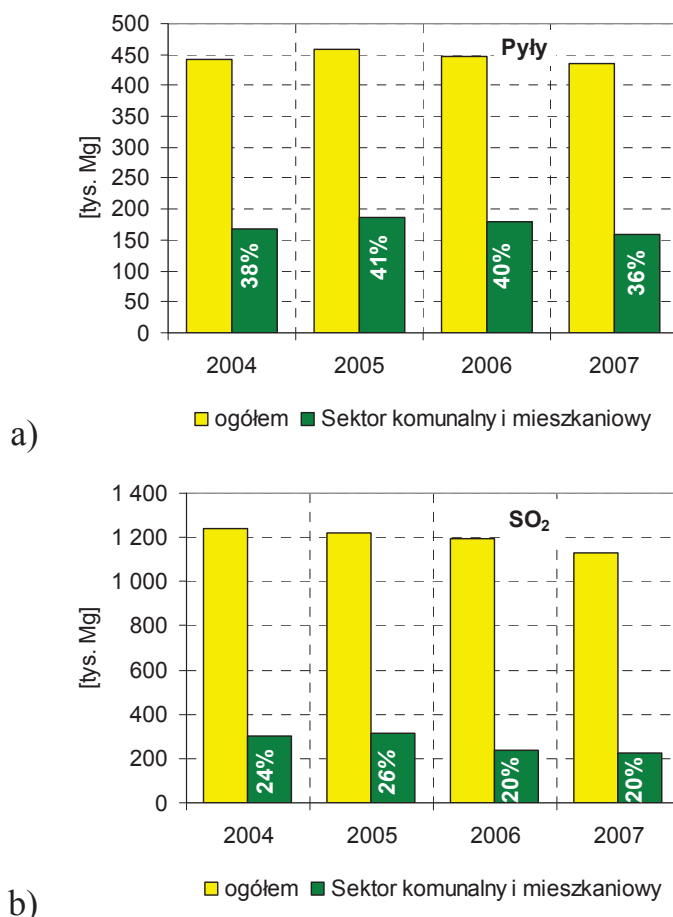 Pyły
500
450
400
350
300
250
200
150
100
50
0
[tys. Mg]
38%
41%
40%
36%
2004 2005 2006 2007
ogółem Sektor komunalny i mieszkaniowy
a)
SO₂
1 400
1 200
1 000
800
600
400
200
0
[tys. Mg]
24%
26%
20%
20%
2004 2005 2006 2007
ogółem Sektor komunalny i mieszkaniowy
b)